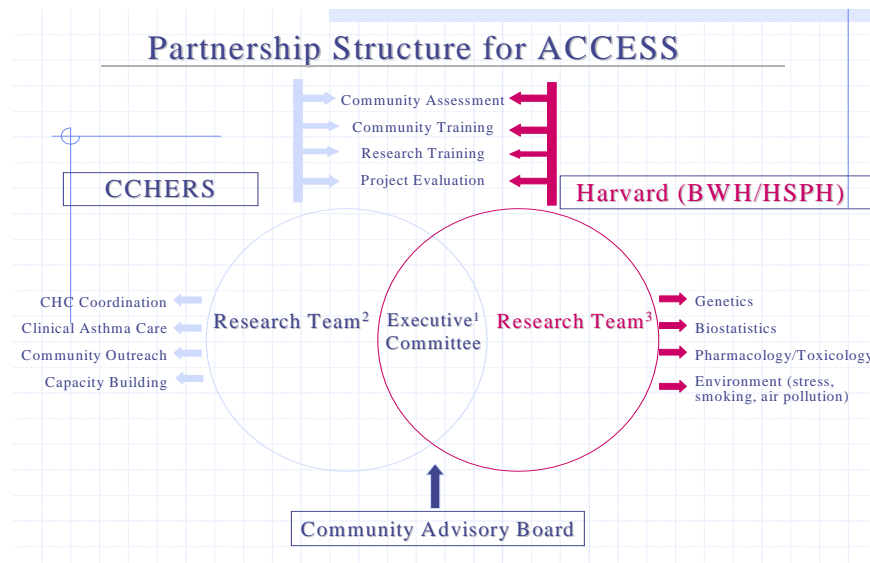 Partnership Structure for ACCESS
Community Assessment
Community Training
Research Training
Project Evaluation
CCHERS
Harvard (BWH/HSPH)
CHC Coordination
Clinical Asthma Care
Community Outreach
Capacity Building
Research Team²
Executive¹
Committee
Research Team³
Genetics
Biostatistics
Pharmacology/Toxicology
Environment (stress,
smoking, air pollution)
Community Advisory Board